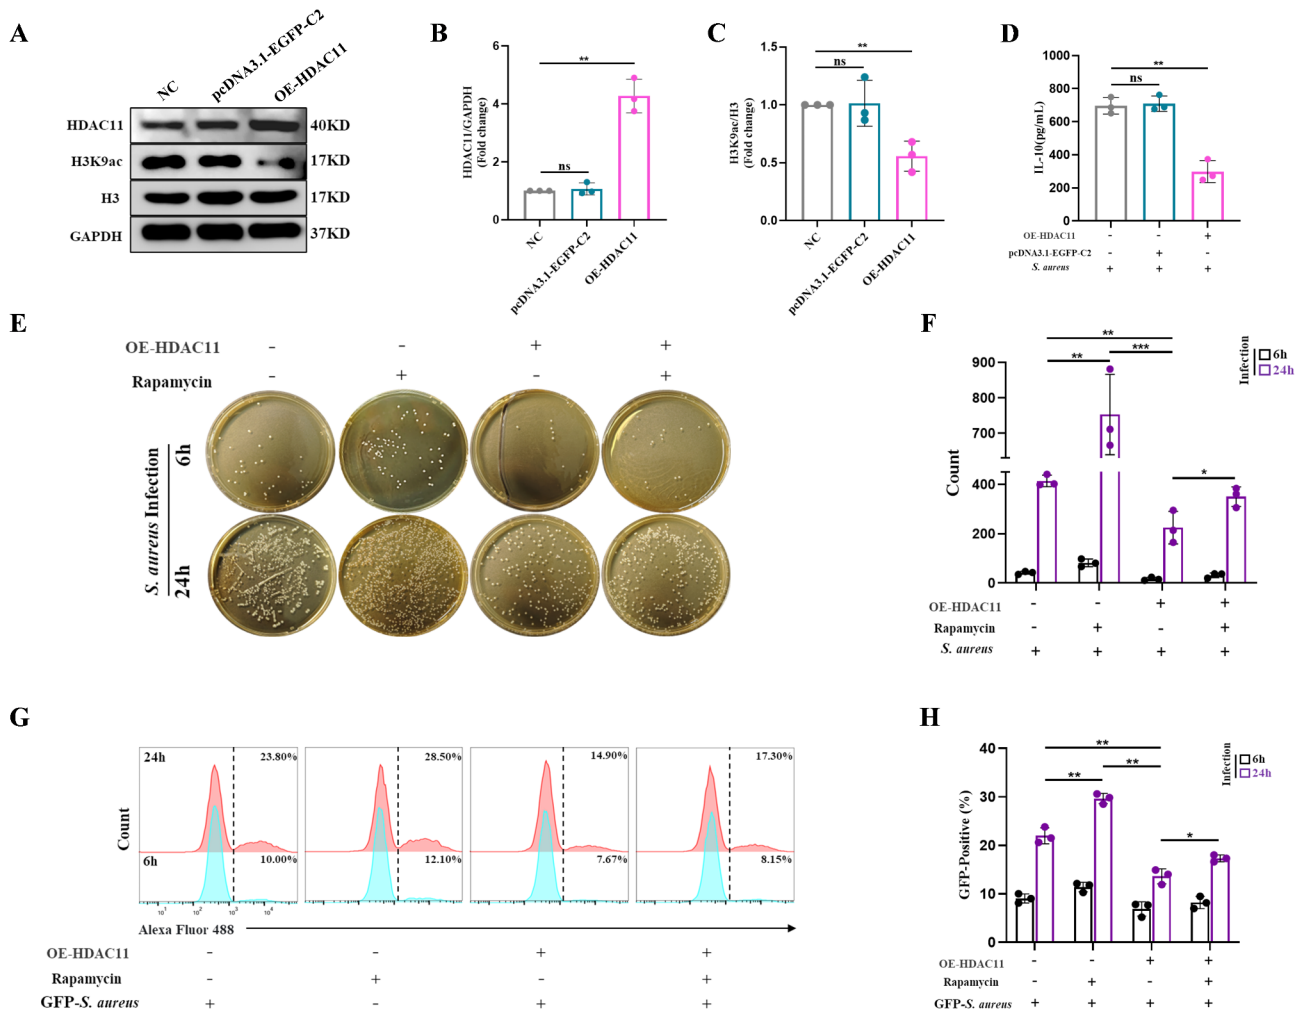 A
NC
pcDNA3.1-EGFP-C2
OE-HDAC11
HDAC11
40KD
H3K9ac
17KD
H3
17KD
GAPDH
37KD
B
HDAC11/GAPDH
(Fold change)
6
4
2
0
**
ns
NC
pcDNA3.1-EGFP-C2
OE-HDAC11
C
H3K9ac/H3
(Fold change)
1.5
1.0
0.5
0.0
**
ns
NC
pcDNA3.1-EGFP-C2
OE-HDAC11
D
IL-10(pg/mL)
1000
800
600
400
200
0
**
ns
OE-HDAC11 - - +
pcDNA3.1-EGFP-C2 - + -
S. aureus + + +
E
OE-HDAC11 - - + +
Rapamycin - + - +
S. aureus Infection
6h
24h
F
Count
900
800
700
400
200
0
**
**
***
*
Infection
6h
24h
OE-HDAC11 - - + +
Rapamycin - + - +
S. aureus + + + +
G
Count
24h
23.80%
28.50%
14.90%
17.30%
6h
10.00%
12.10%
7.67%
8.15%
10¹ 10² 10³ 10⁴
Alexa Fluor 488
OE-HDAC11 - - + +
Rapamycin - + - +
GFP-S. aureus + - + +
H
GFP-Positive (%)
40
30
20
10
0
**
**
**
*
Infection
6h
24h
OE-HDAC11 - - + +
Rapamycin - + - +
GFP-S. aureus + + + +